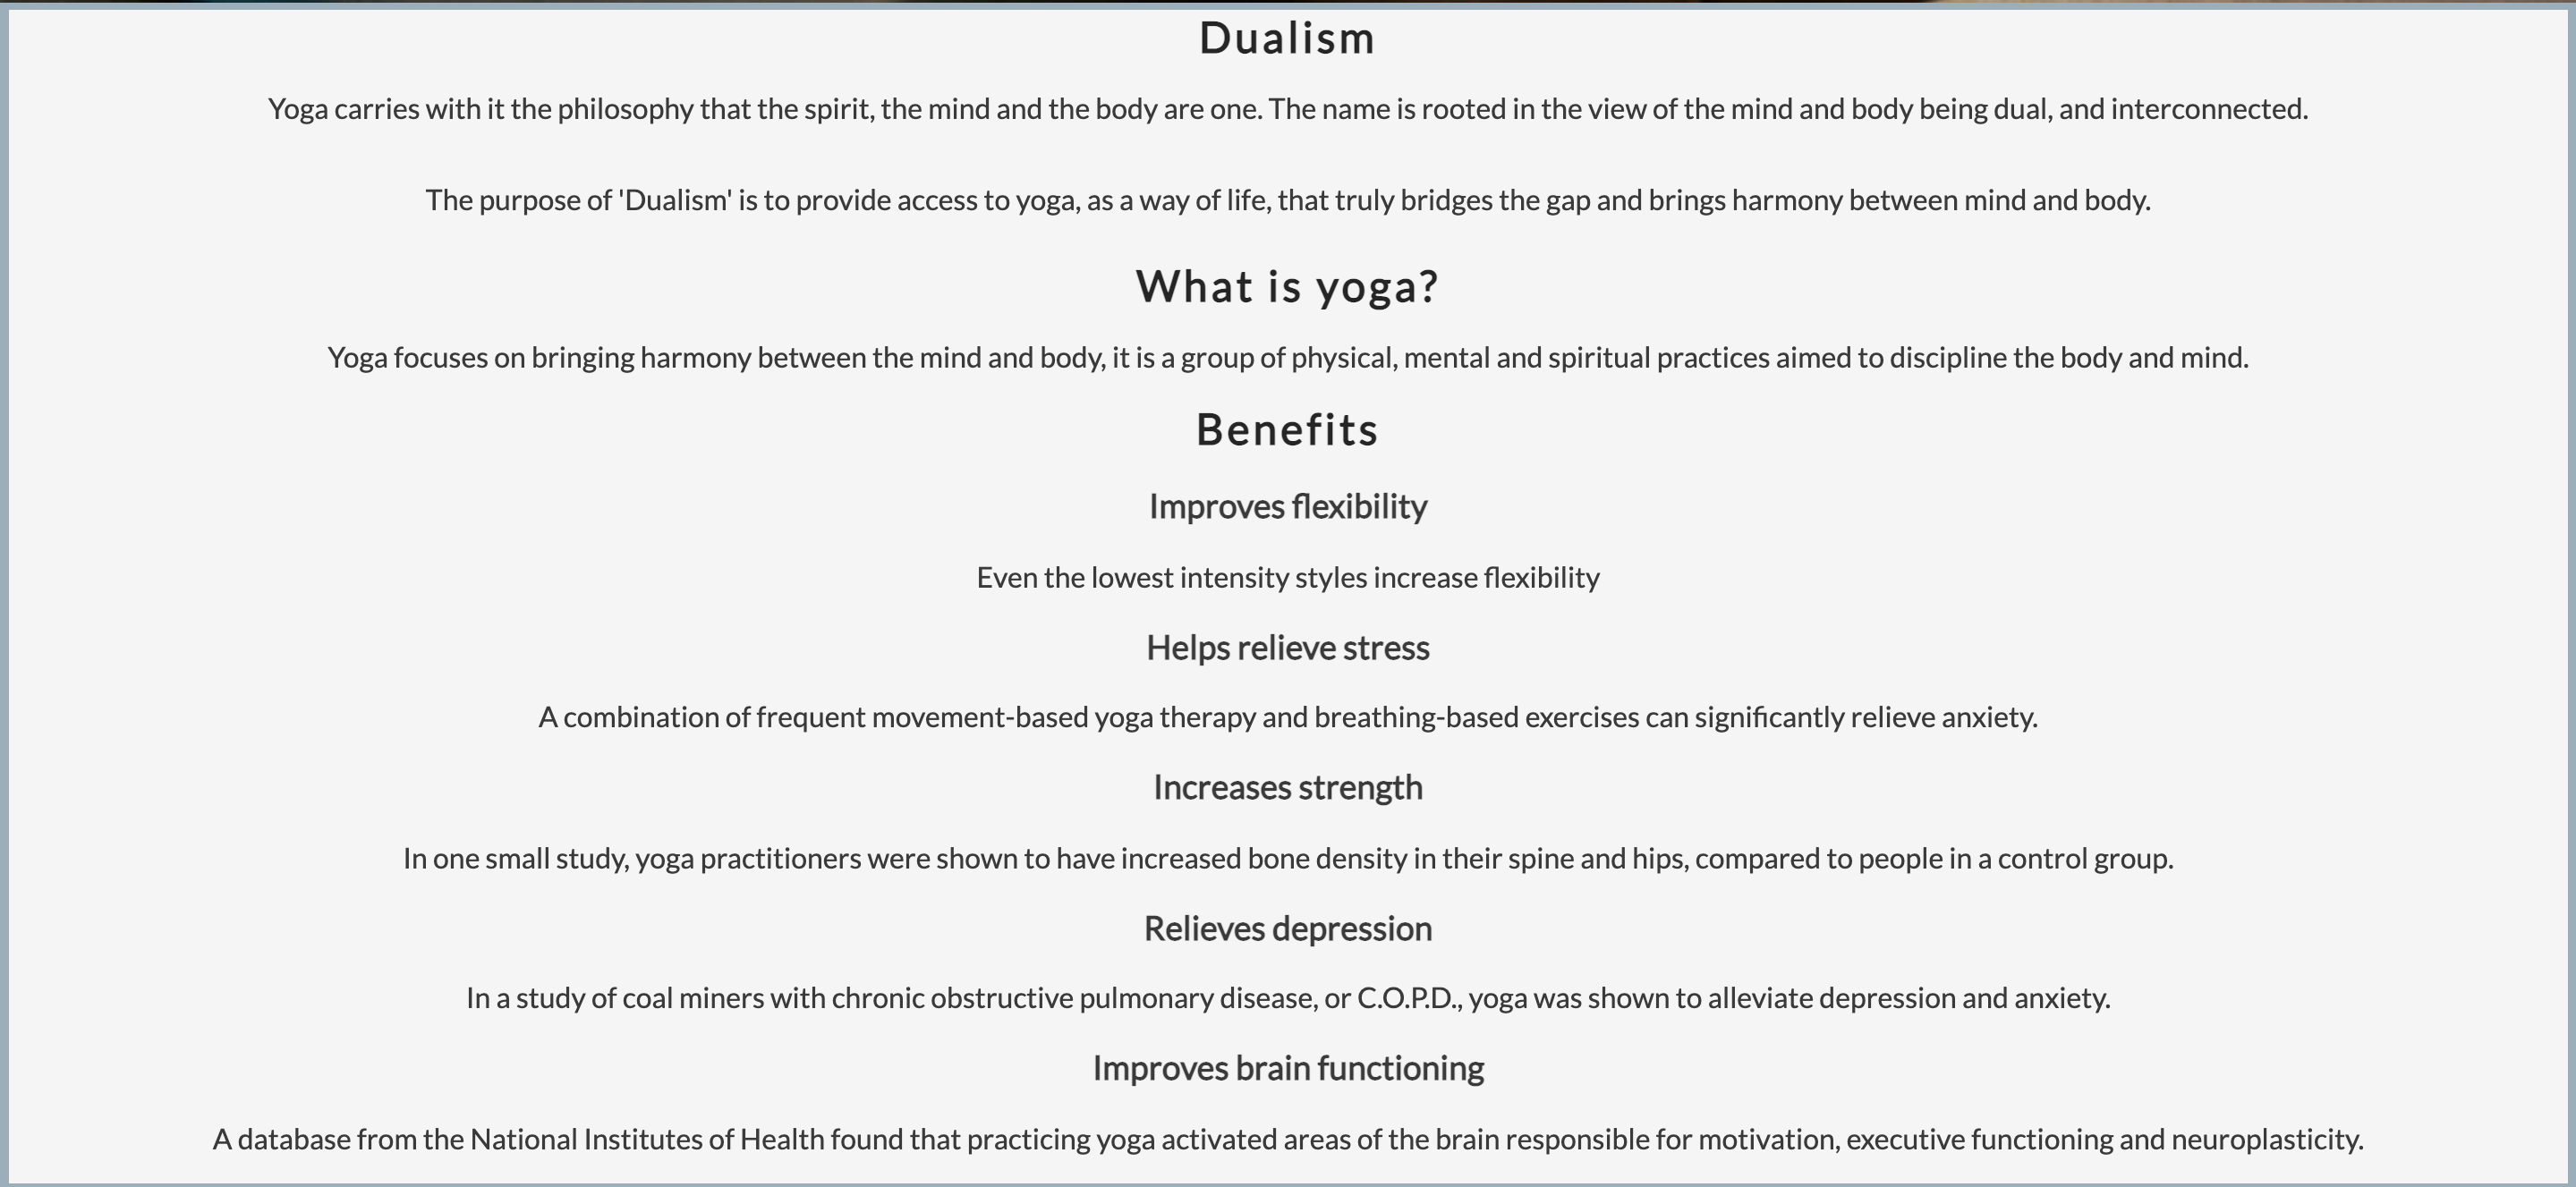 Dualism
Yoga carries with it the philosophy that the spirit, the mind and the body are one. The name is rooted in the view of the mind and body being dual, and interconnected.
The purpose of 'Dualism' is to provide access to yoga, as a way of life, that truly bridges the gap and brings harmony between mind and body.
What is yoga?
Yoga focuses on bringing harmony between the mind and body, it is a group of physical, mental and spiritual practices aimed to discipline the body and mind.
Benefits
Improves flexibility
Even the lowest intensity styles increase flexibility
Helps relieve stress
A combination of frequent movement-based yoga therapy and breathing-based exercises can significantly relieve anxiety.
Increases strength
In one small study, yoga practitioners were shown to have increased bone density in their spine and hips, compared to people in a control group.
Relieves depression
In a study of coal miners with chronic obstructive pulmonary disease, or C.O.P.D., yoga was shown to alleviate depression and anxiety.
Improves brain functioning
A database from the National Institutes of Health found that practicing yoga activated areas of the brain responsible for motivation, executive functioning and neuroplasticity.